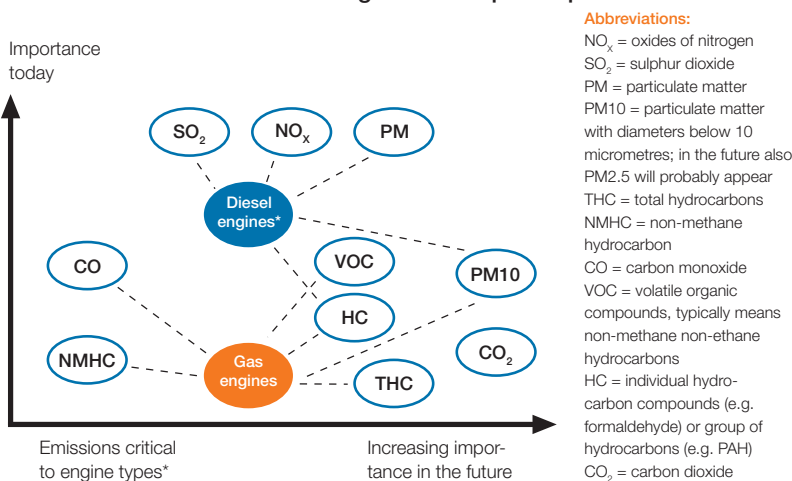 Importance
today
SO₂
NOₓ
PM
Diesel
engines*
CO
VOC
PM10
HC
NMHC
Gas
engines
CO₂
THC
Emissions critical
to engine types*
Increasing impor-
tance in the future
Abbreviations:
NOₓ = oxides of nitrogen
SO₂ = sulphur dioxide
PM = particulate matter
PM10 = particulate matter
with diameters below 10
micrometres; in the future also
PM2.5 will probably appear
THC = total hydrocarbons
NMHC = non-methane
hydrocarbon
CO = carbon monoxide
VOC = volatile organic
compounds, typically means
non-methane non-ethane
hydrocarbons
HC = individual hydro-
carbon compounds (e.g.
formaldehyde) or group of
hydrocarbons (e.g. PAH)
CO₂ = carbon dioxide